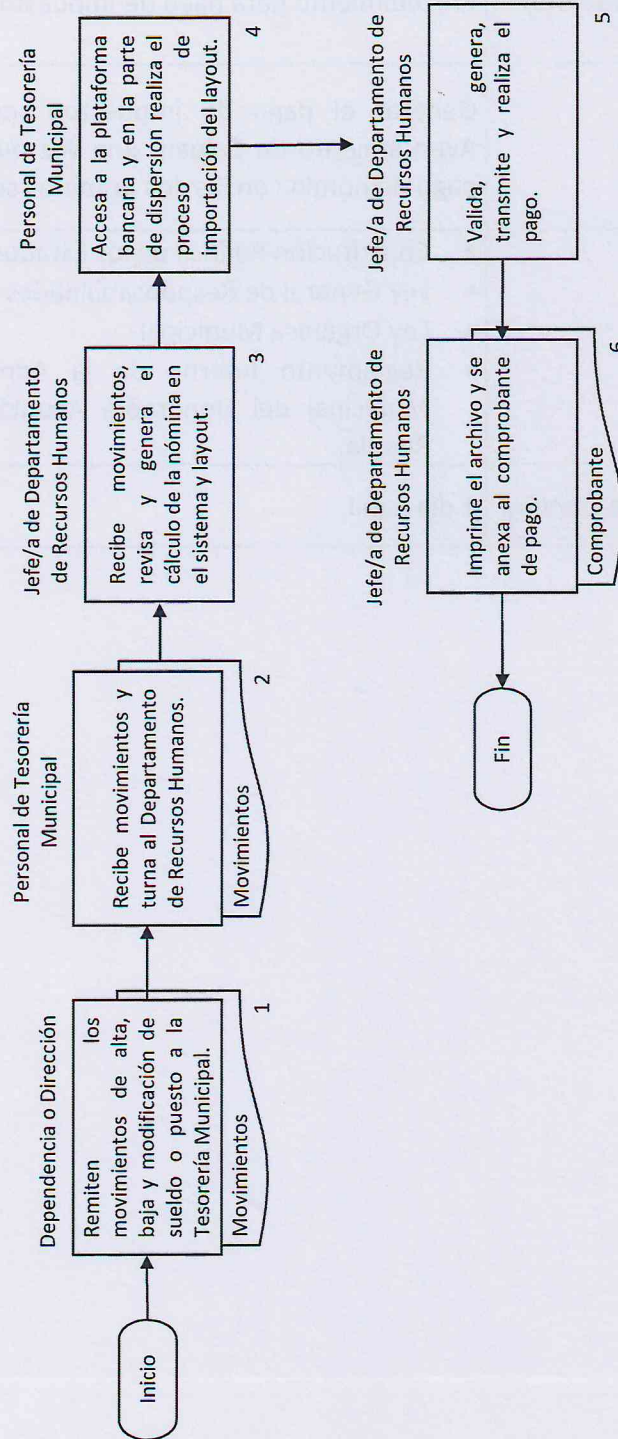 Inicio
Dependencia o Dirección
Remiten los
movimientos de alta,
baja y modificación de
sueldo o puesto a la
Tesorería Municipal.
Movimientos
1
Personal de Tesorería
Municipal
Recibe movimientos y
turna al Departamento
de Recursos Humanos.
Movimientos
2
Jefe/a de Departamento
de Recursos Humanos
Recibe movimientos,
revisa y genera el
cálculo de la nómina en
el sistema y layout.
3
Personal de Tesorería
Municipal
Accesa a la plataforma
bancaria, en la parte
de dispersión realiza el
proceso de
importación de layout.
4
Jefe/a de Departamento de
Recursos Humanos
Valida, genera,
transmite y realiza el
pago.
5
Jefe/a de Departamento de
Recursos Humanos
Imprime el archivo y se
anexa a comprobante
de pago.
Comprobante
6
Fin